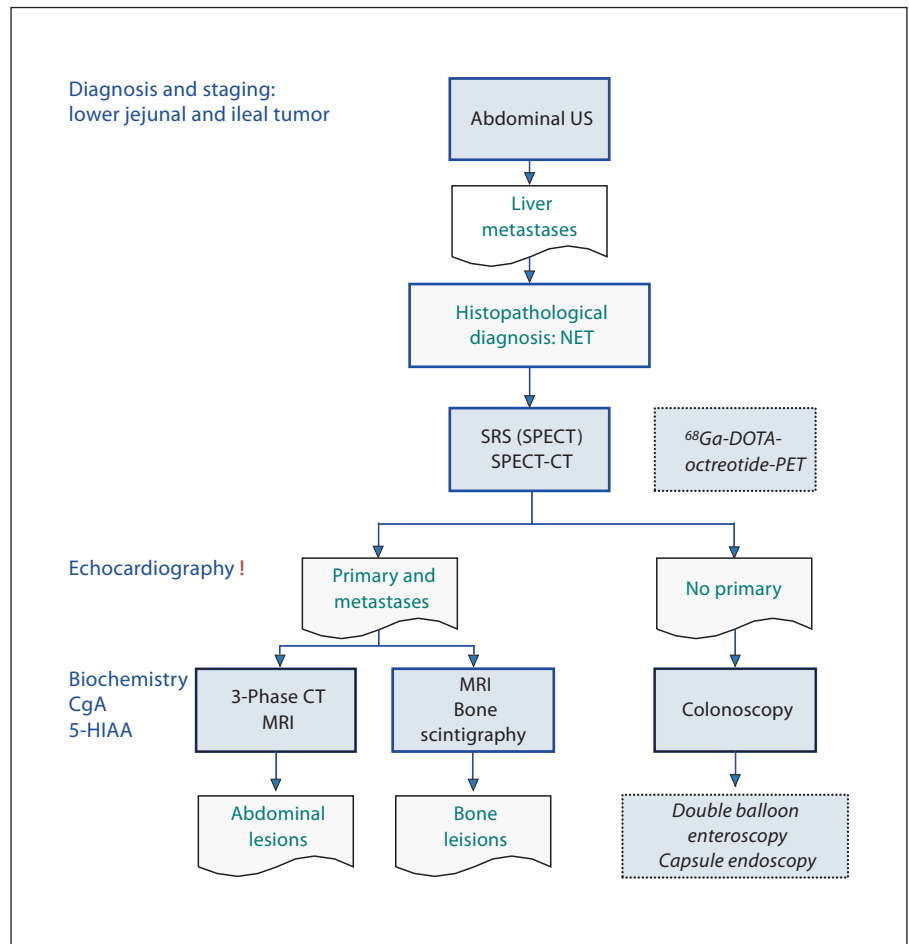 Diagnosis and staging:
lower jejunal and ileal tumor
Abdominal US
Liver
metastases
Histopathological
diagnosis: NET
SRS (SPECT)
SPECT-CT
⁶⁸Ga-DOTA-
octreotide-PET
Echocardiography !
Primary and
metastases
No primary
Biochemistry
CgA
5-HIAA
3-Phase CT
MRI
MRI
Bone
scintigraphy
Colonoscopy
Abdominal
lesions
Bone
leisions
Double balloon
enteroscopy
Capsule endoscopy